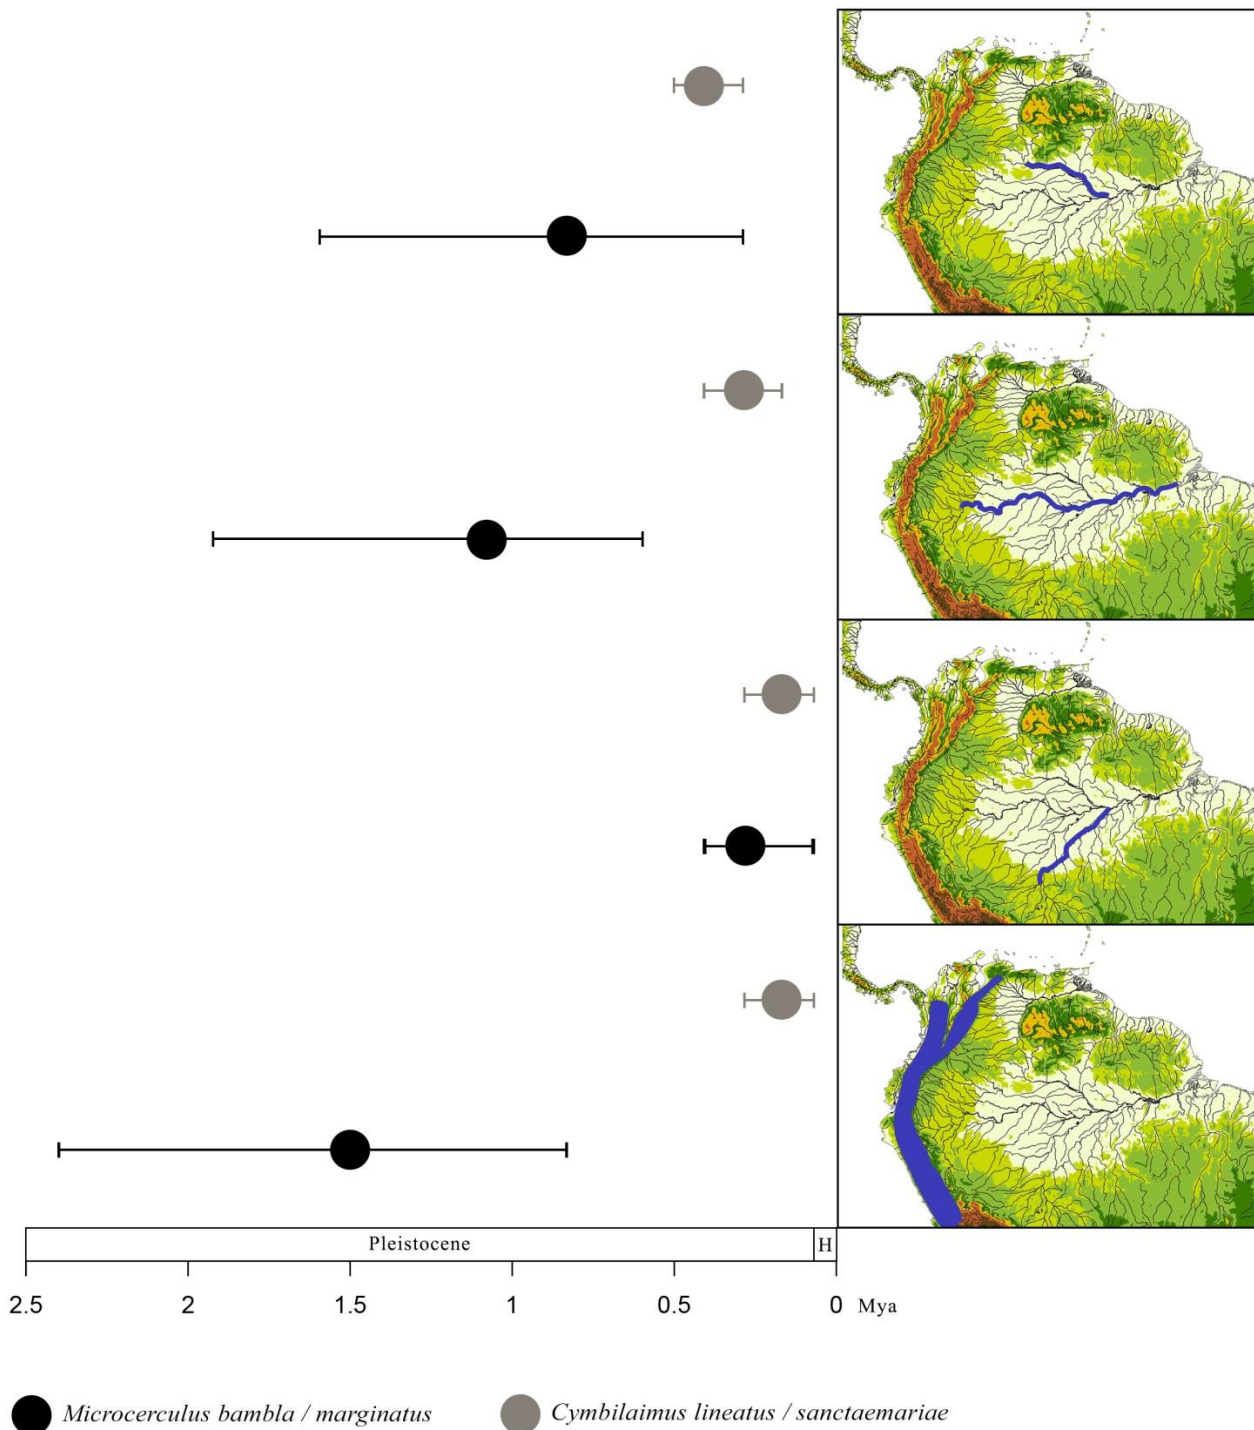 Pleistocene H
2.5 2 1.5 1 0.5 0 Mya
Microcerculus bambla / marginatus Cymbilaimus lineatus / sanctaemariae